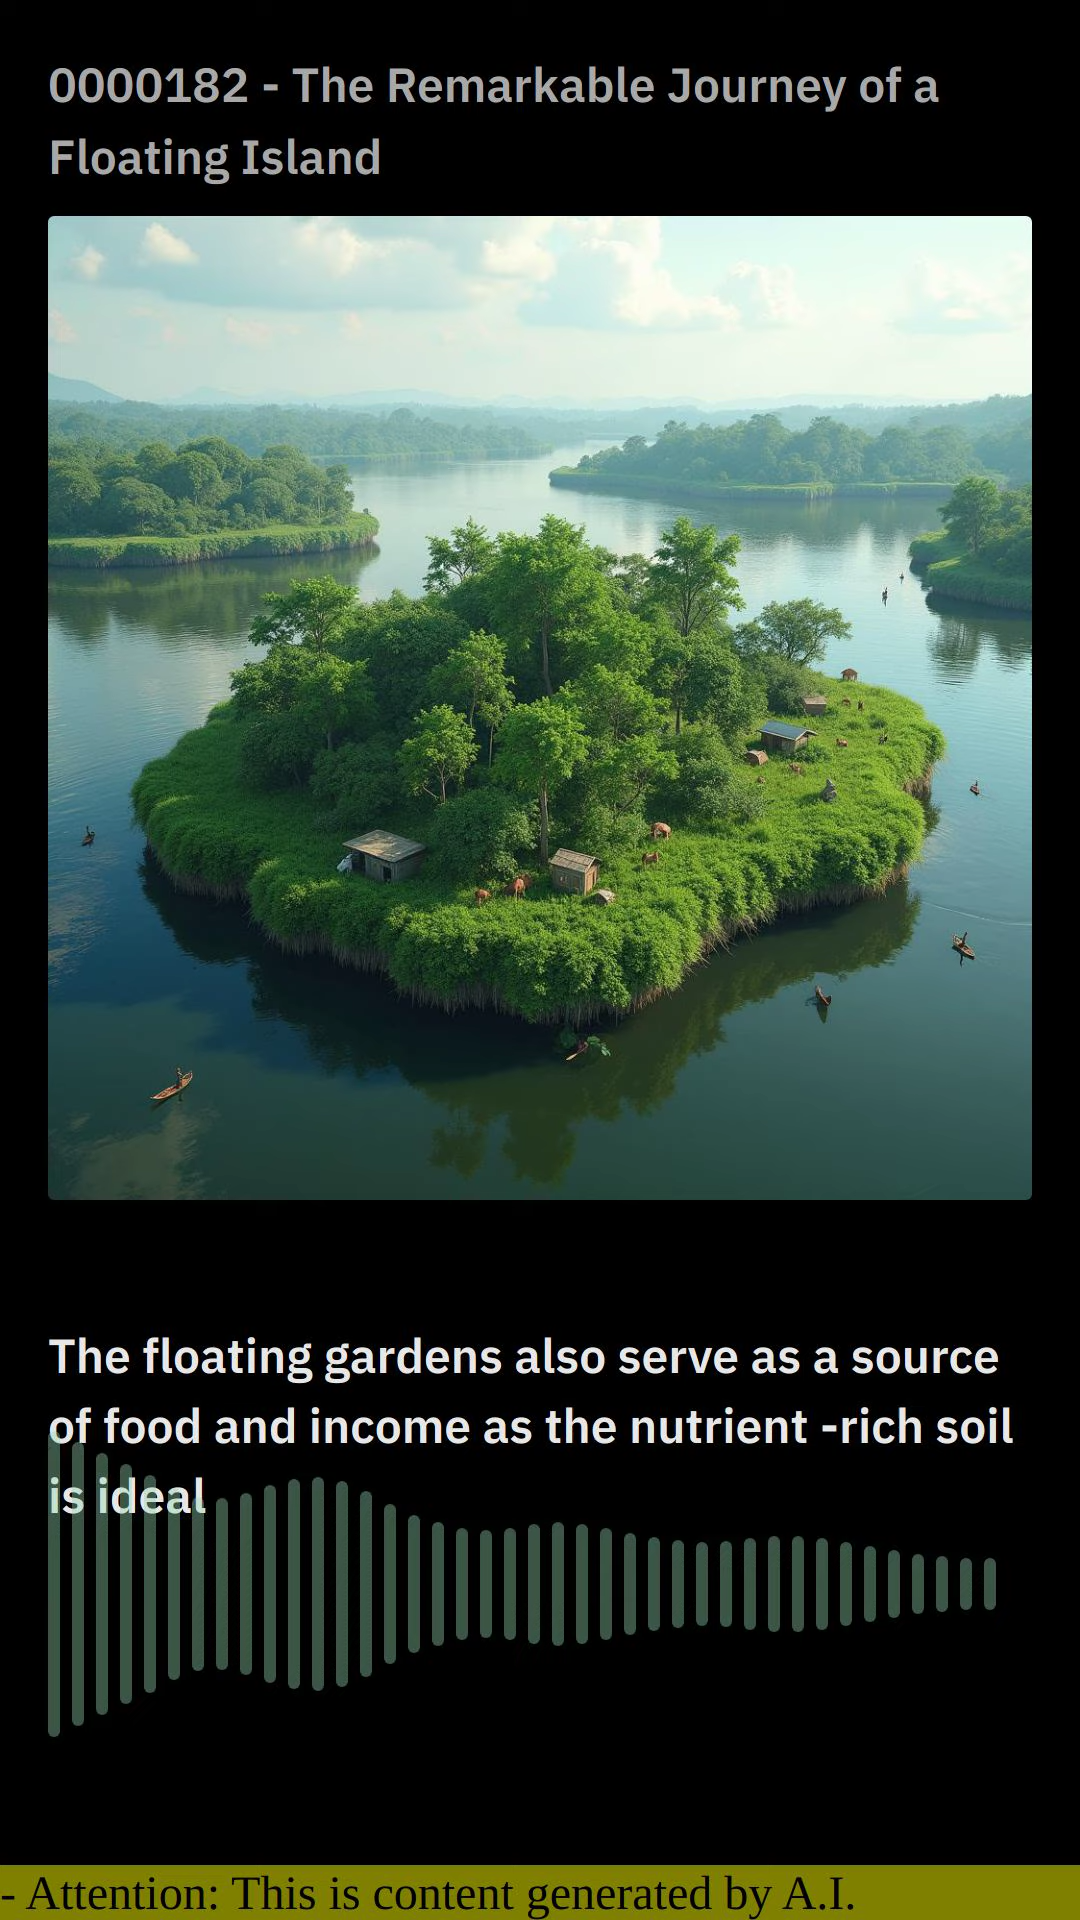 0000182 - The Remarkable Journey of a
Floating Island
The floating gardens also serve as a source
of food and income as the nutrient -rich soil
is ideal
- Attention: This is content generated by A.I.